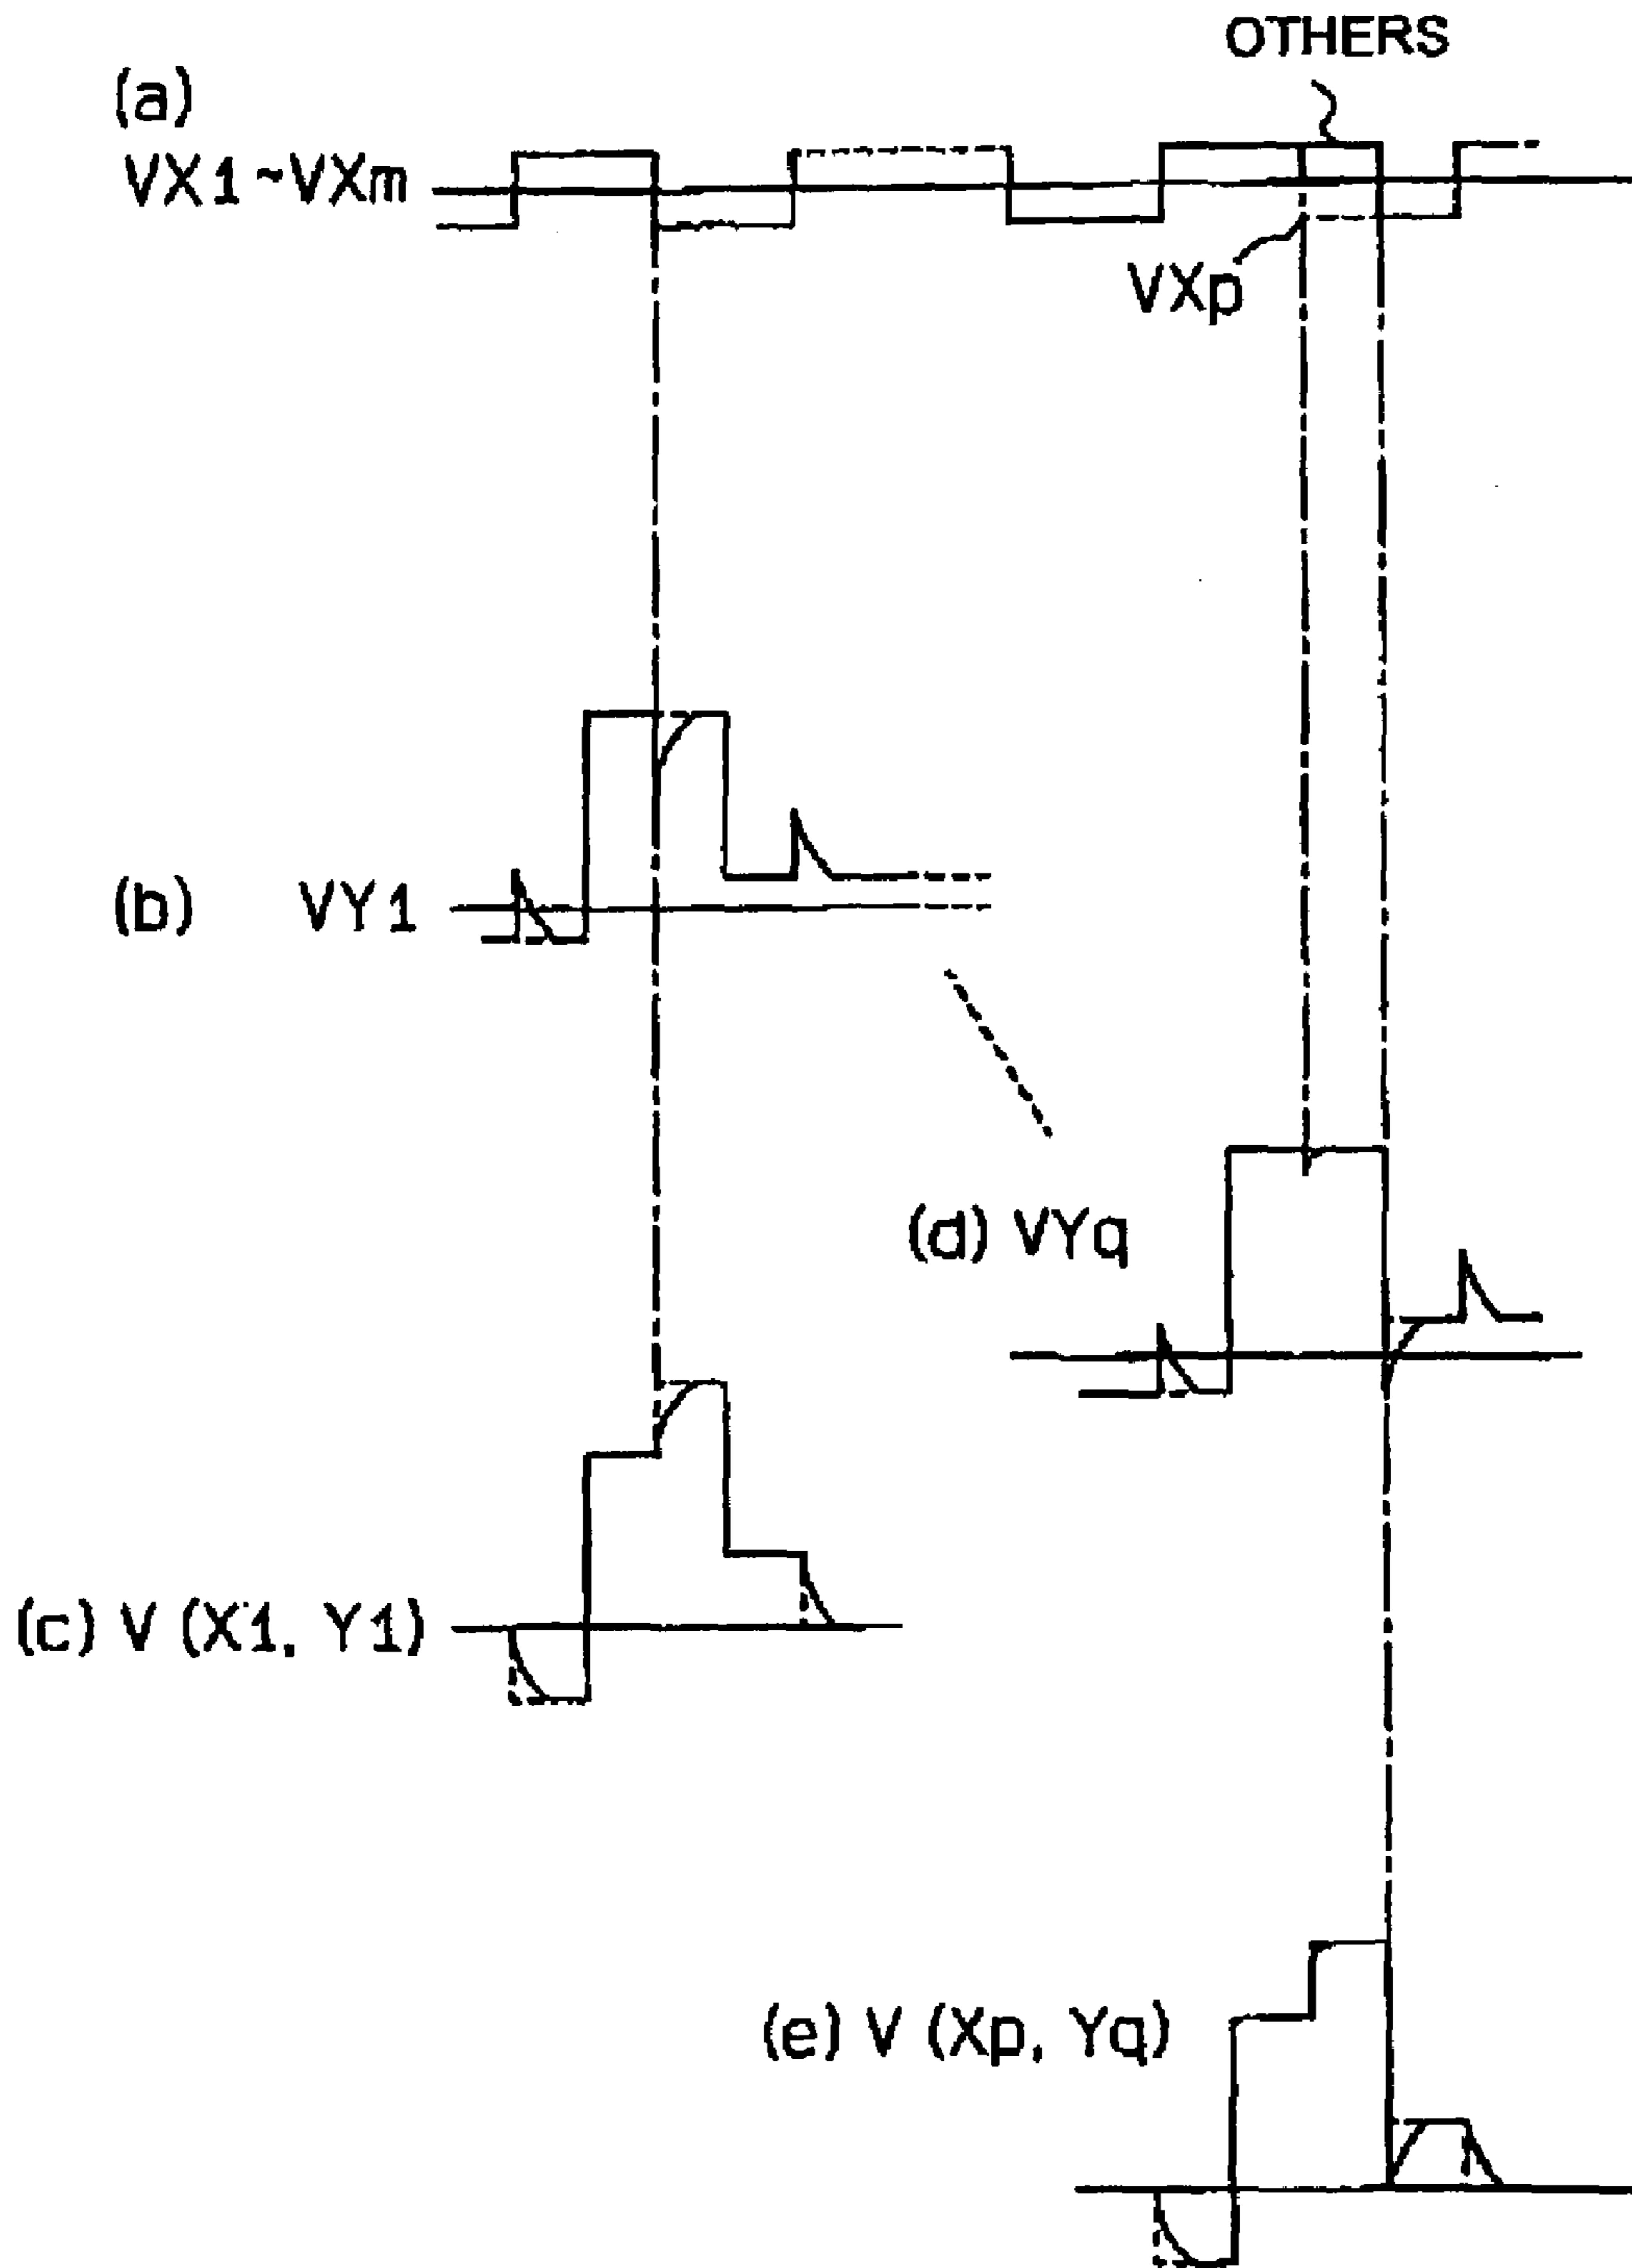 OTHERS
(a)
VX1~VXm
VXp
(b) VY1
(d) VYq
(c) V (X1, Y1)
(e) V (Xp, Yq)